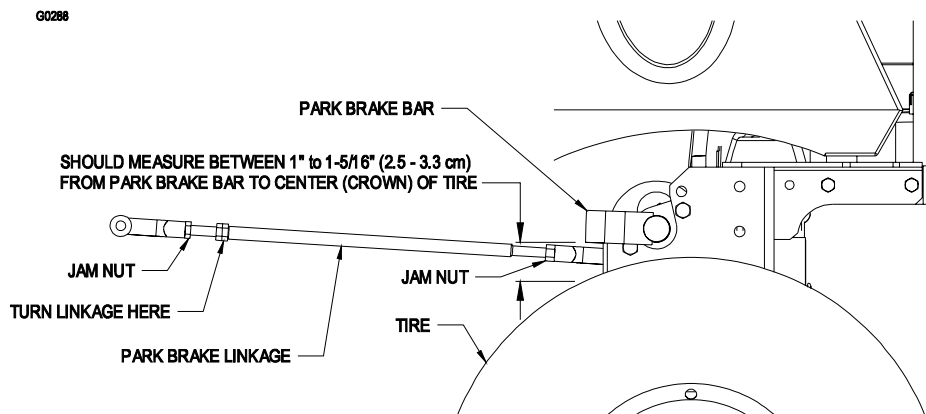 G0286
PARK BRAKE BAR
SHOULD MEASURE BETWEEN 1" to 1-5/16" (2.5 - 3.3 cm)
FROM PARK BRAKE BAR TO CENTER (CROWN) OF TIRE
JAM NUT
JAM NUT
TURN LINKAGE HERE
TIRE
PARK BRAKE LINKAGE